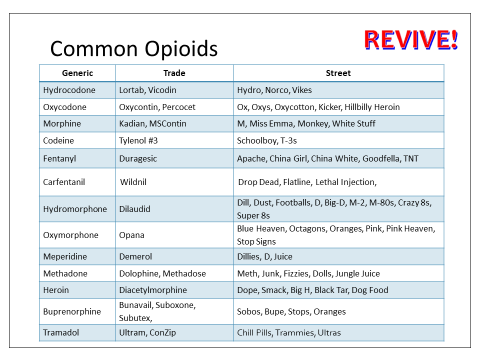 Common Opioids
REVIVE!
Generic Trade Street
Hydrocodone Lortab, Vicodin Hydro, Norco, Vikes
Oxycodone Oxycontin, Percocet Ox, Oxys, Oxycotton, Kicker, Hillbilly Heroin
Morphine Kadian, MSContin M, Miss Emma, Monkey, White Stuff
Codeine Tylenol #3 Schoolboy, T-3s
Fentanyl Duragesic Apache, China Girl, China White, Goodfella, TNT
Carfentanil Wildnil Drop Dead, Flatline, Lethal Injection,
Hydromorphone Dilaudid Dill, Dust, Footballs, D, Big-D, M-2, M-80s, Crazy 8s,
Super 8s
Oxymorphone Opana Blue Heaven, Octagons, Oranges, Pink, Pink Heaven,
Stop Signs
Meperidine Demerol Dillies, D, Juice
Methadone Dolophine, Methadose Meth, Junk, Fizzies, Dolls, Jungle Juice
Heroin Diacetylmorphine Dope, Smack, Big H, Black Tar, Dog Food
Buprenorphine Bunavail, Suboxone, Sobos, Bupe, Stops, Oranges
Subutex,
Tramadol Ultram, ConZip Chill Pills, Trammies, Ultras